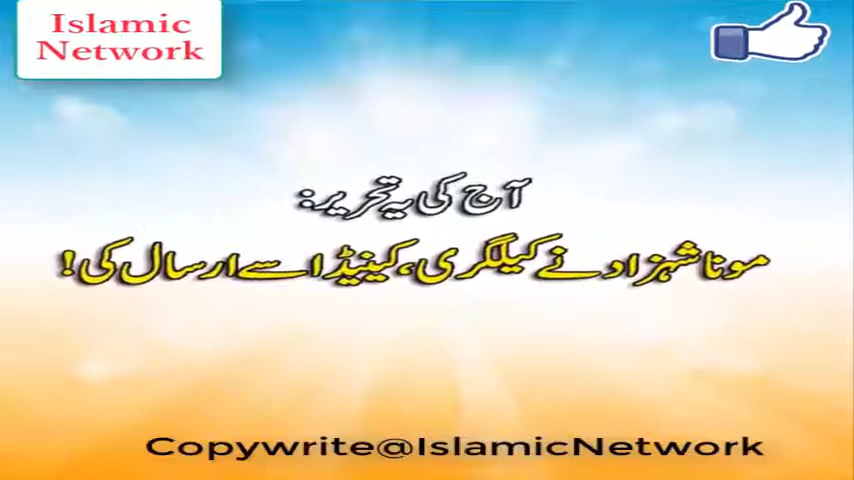 Islamic
Network
آج کی یہ تحریر:
مونا شہزاد نے کیلگری، کینیڈا سے ارسال کی!
Copywrite@IslamicNetwork